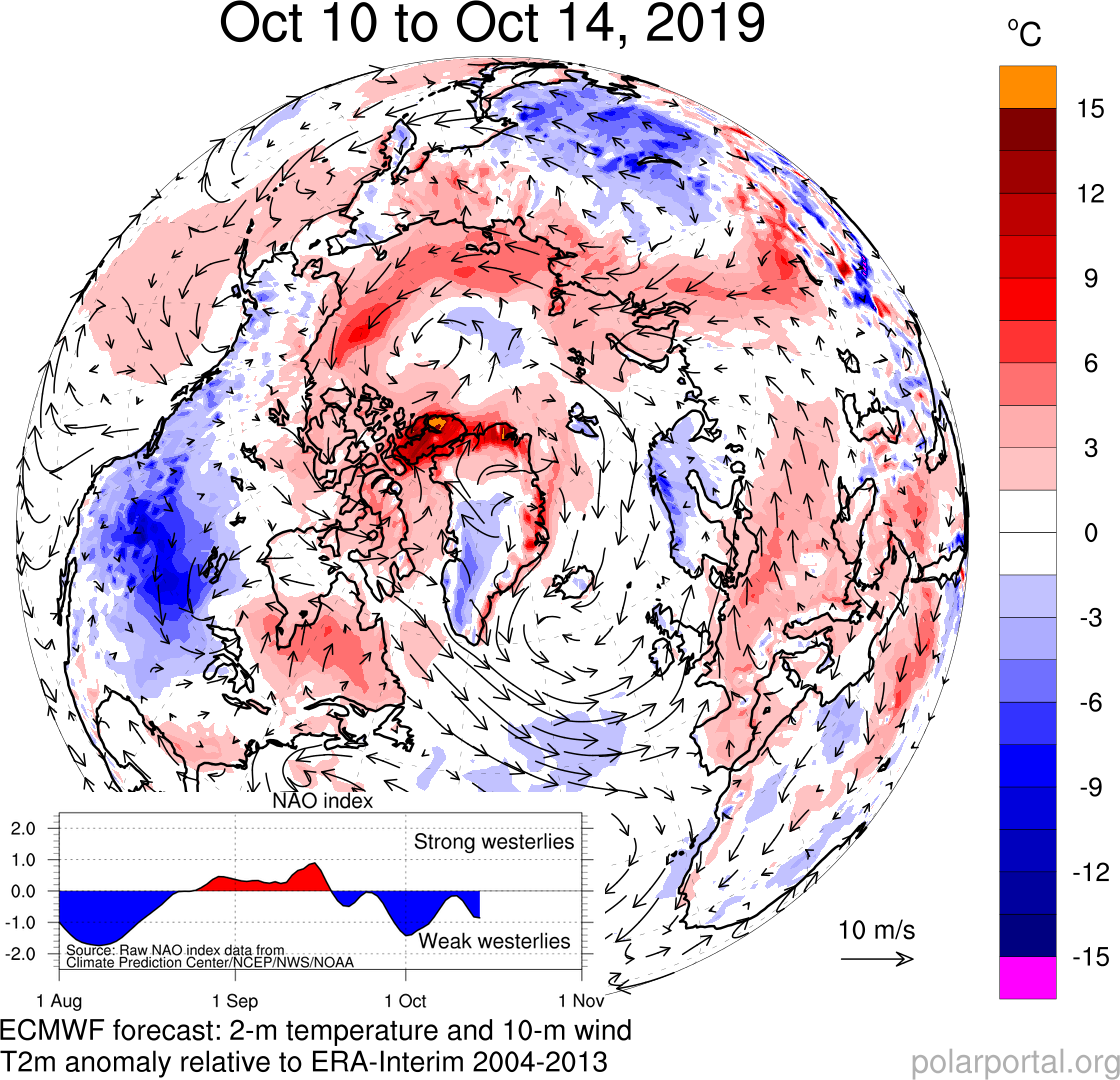 Oct 10 to Oct 14, 2019
°C
15
12
9
6
3
0
-3
-6
-9
-12
-15
10 m/s
NAO index
2.0
1.0
0.0
-1.0
-2.0
Strong westerlies
Weak westerlies
Source: Raw NAO index data from
Climate Prediction Center/NCEP/NWS/NOAA
1 Aug
1 Sep
1 Oct
1 Nov
ECMWF forecast: 2-m temperature and 10-m wind
T2m anomaly relative to ERA-Interim 2004-2013
polarportal.org